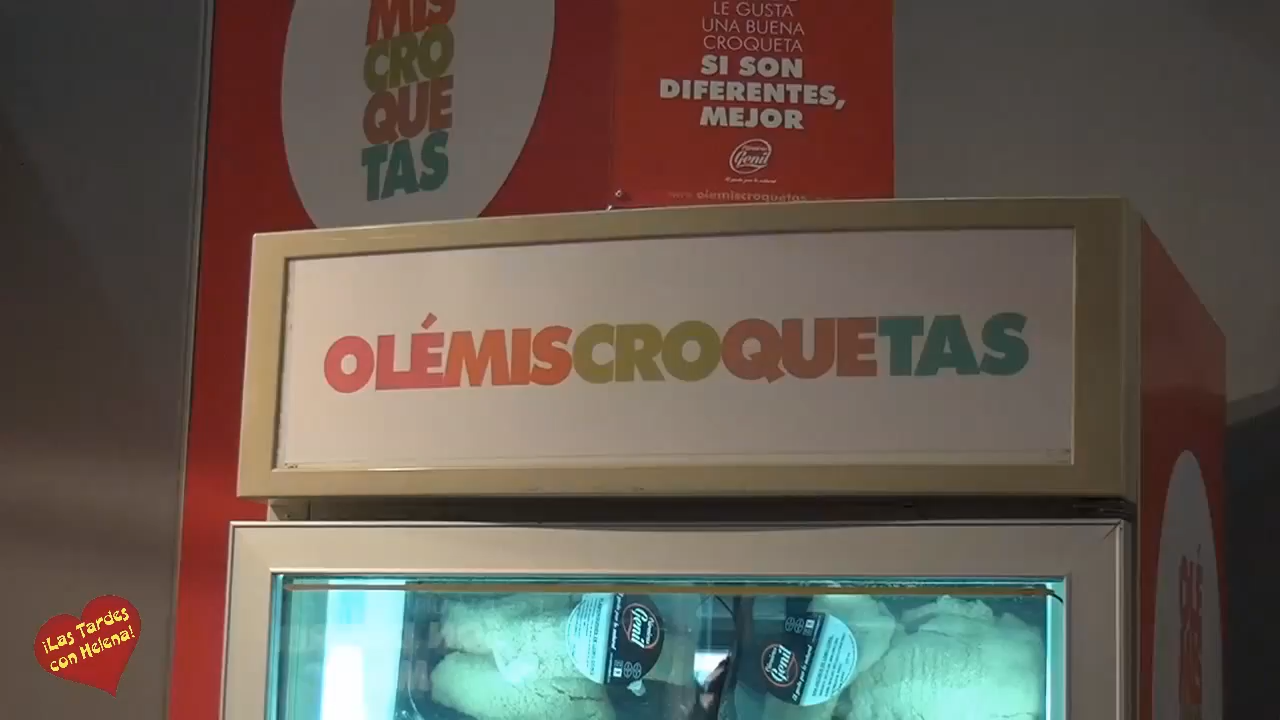 MIS
CRO
QUE
TAS
LE GUSTA
UNA BUENA
CROQUETA
SI SON
DIFERENTES,
MEJOR
Genil
olemiscroquetas
OLÉMISCROQUETAS
Genil
Genil
¡Las Tardes
con Helena!